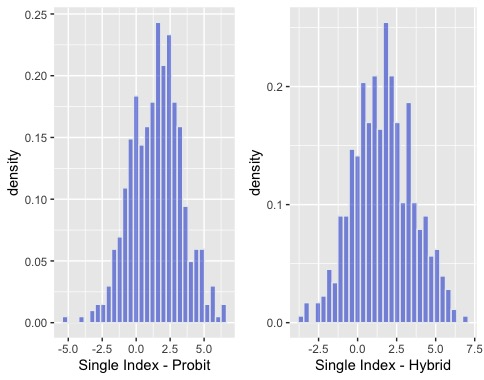 0.25
0.20
0.15
0.10
0.05
0.00
density
-5.0 -2.5 0.0 2.5 5.0
Single Index - Probit
0.2
0.1
0.0
density
-2.5 0.0 2.5 5.0 7.5
Single Index - Hybrid